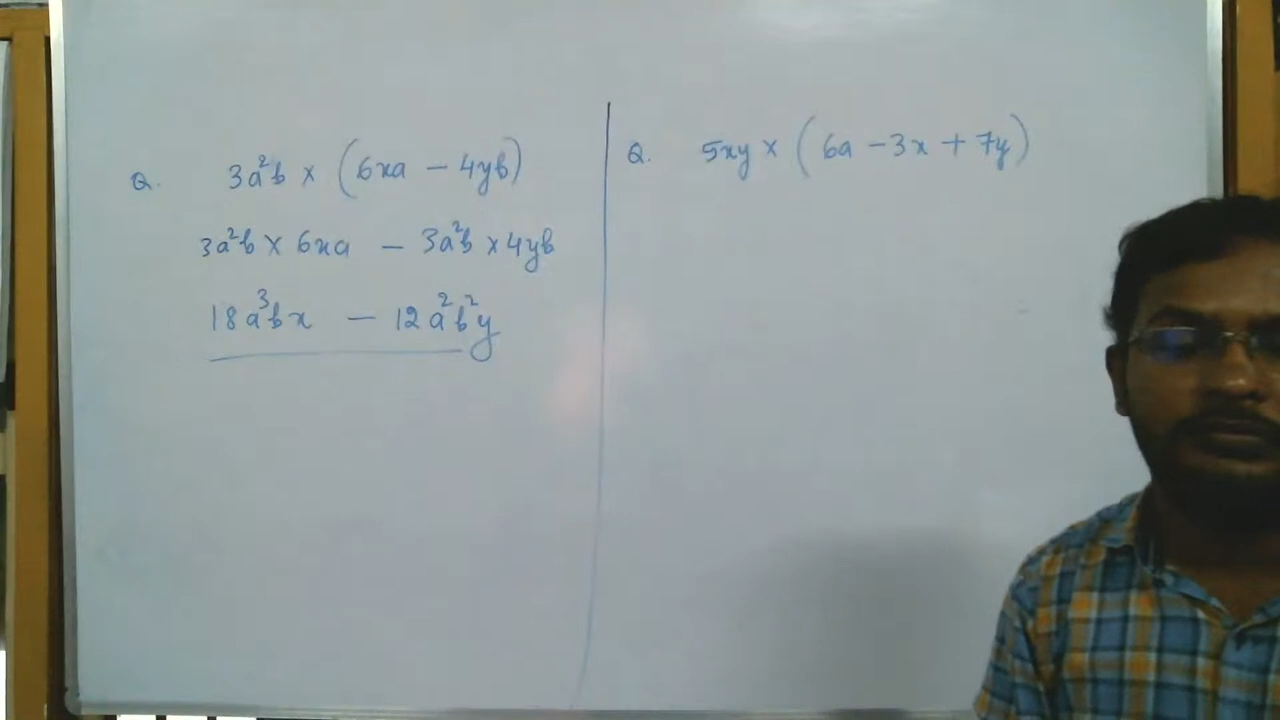 Q. 3a²b × (6xa − 4yb)
3a²b × 6xa − 3a²b × 4yb
18a³bx − 12a²b²y
Q. 5xy × (6a − 3x + 7y)